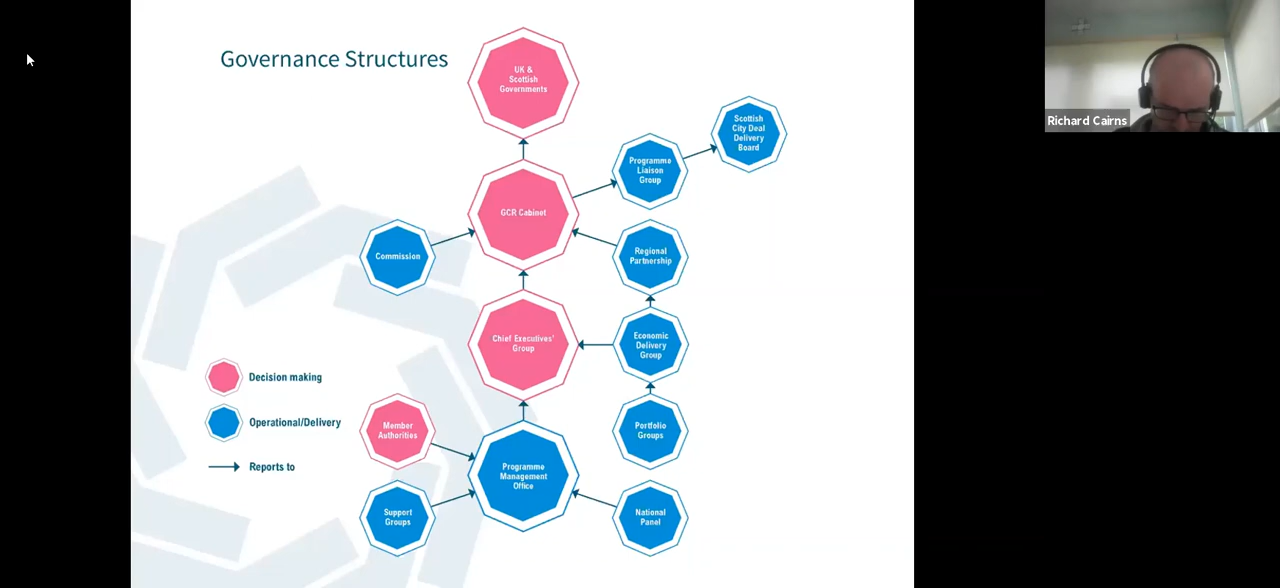 Governance Structures
UK &
Scottish
Governments
Scottish
City Deal
Delivery
Board
Programme
Liaison
Group
GCR Cabinet
Commission
Regional
Partnership
Chief Executives'
Group
Economic
Delivery
Group
Decision making
Operational/Delivery
Reports to
Member
Authorities
Portfolio
Groups
Programme
Management
Office
Support
Groups
National
Panel
Richard Cairns